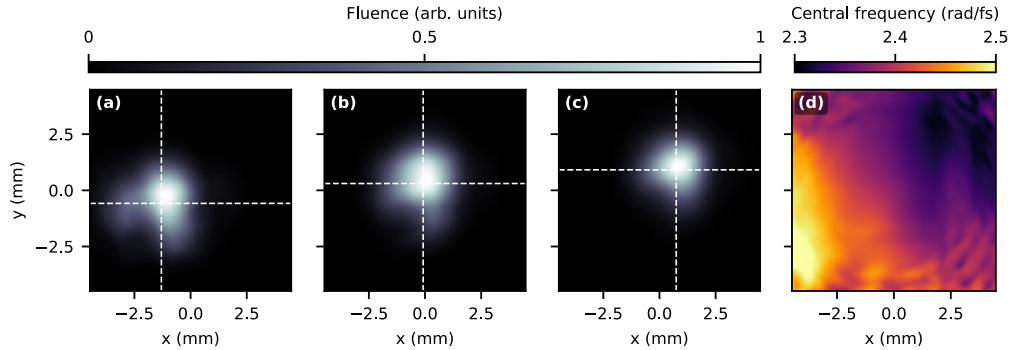 Fluence (arb. units)
Central frequency (rad/fs)
0 0.5 1
2.3 2.4 2.5
(a) (b) (c) (d)
2.5
0.0
−2.5
y (mm)
−2.5 0.0 2.5 −2.5 0.0 2.5 −2.5 0.0 2.5 −2.5 0.0 2.5
x (mm) x (mm) x (mm) x (mm)